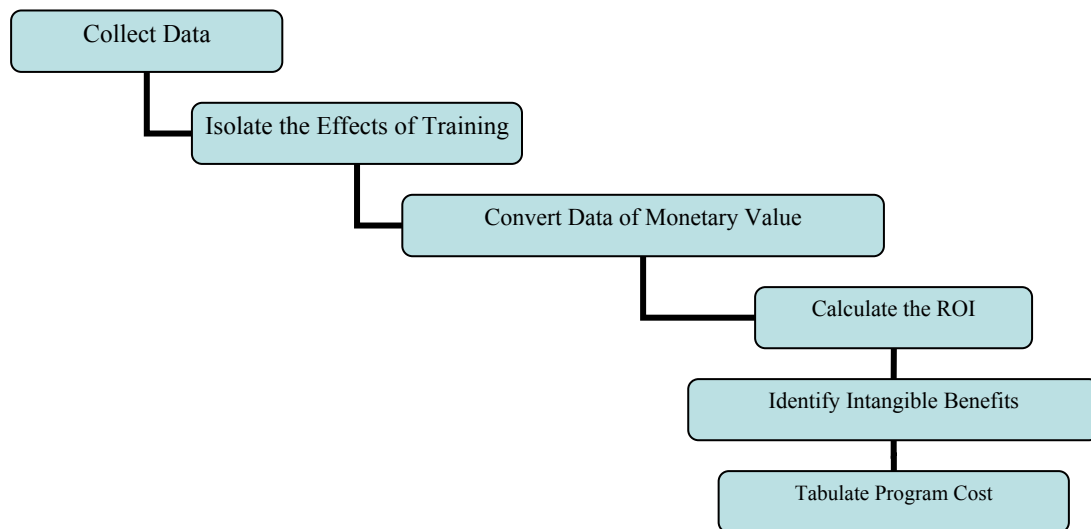 Collect Data
Isolate the Effects of Training
Convert Data of Monetary Value
Calculate the ROI
Identify Intangible Benefits
Tabulate Program Cost